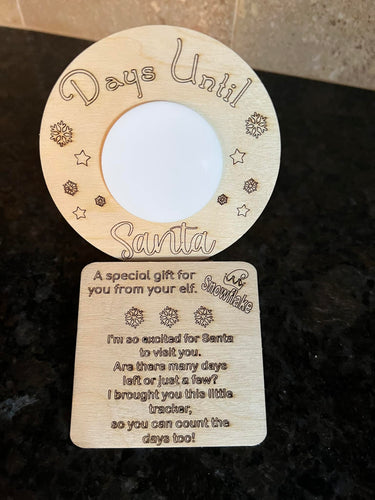 Days Until
Santa
A special gift for
you from your elf.
Snowflake
I'm so excited for Santa
to visit you.
Are there many days
left or just a few?
I brought you this little
tracker,
so you can count the
days too!